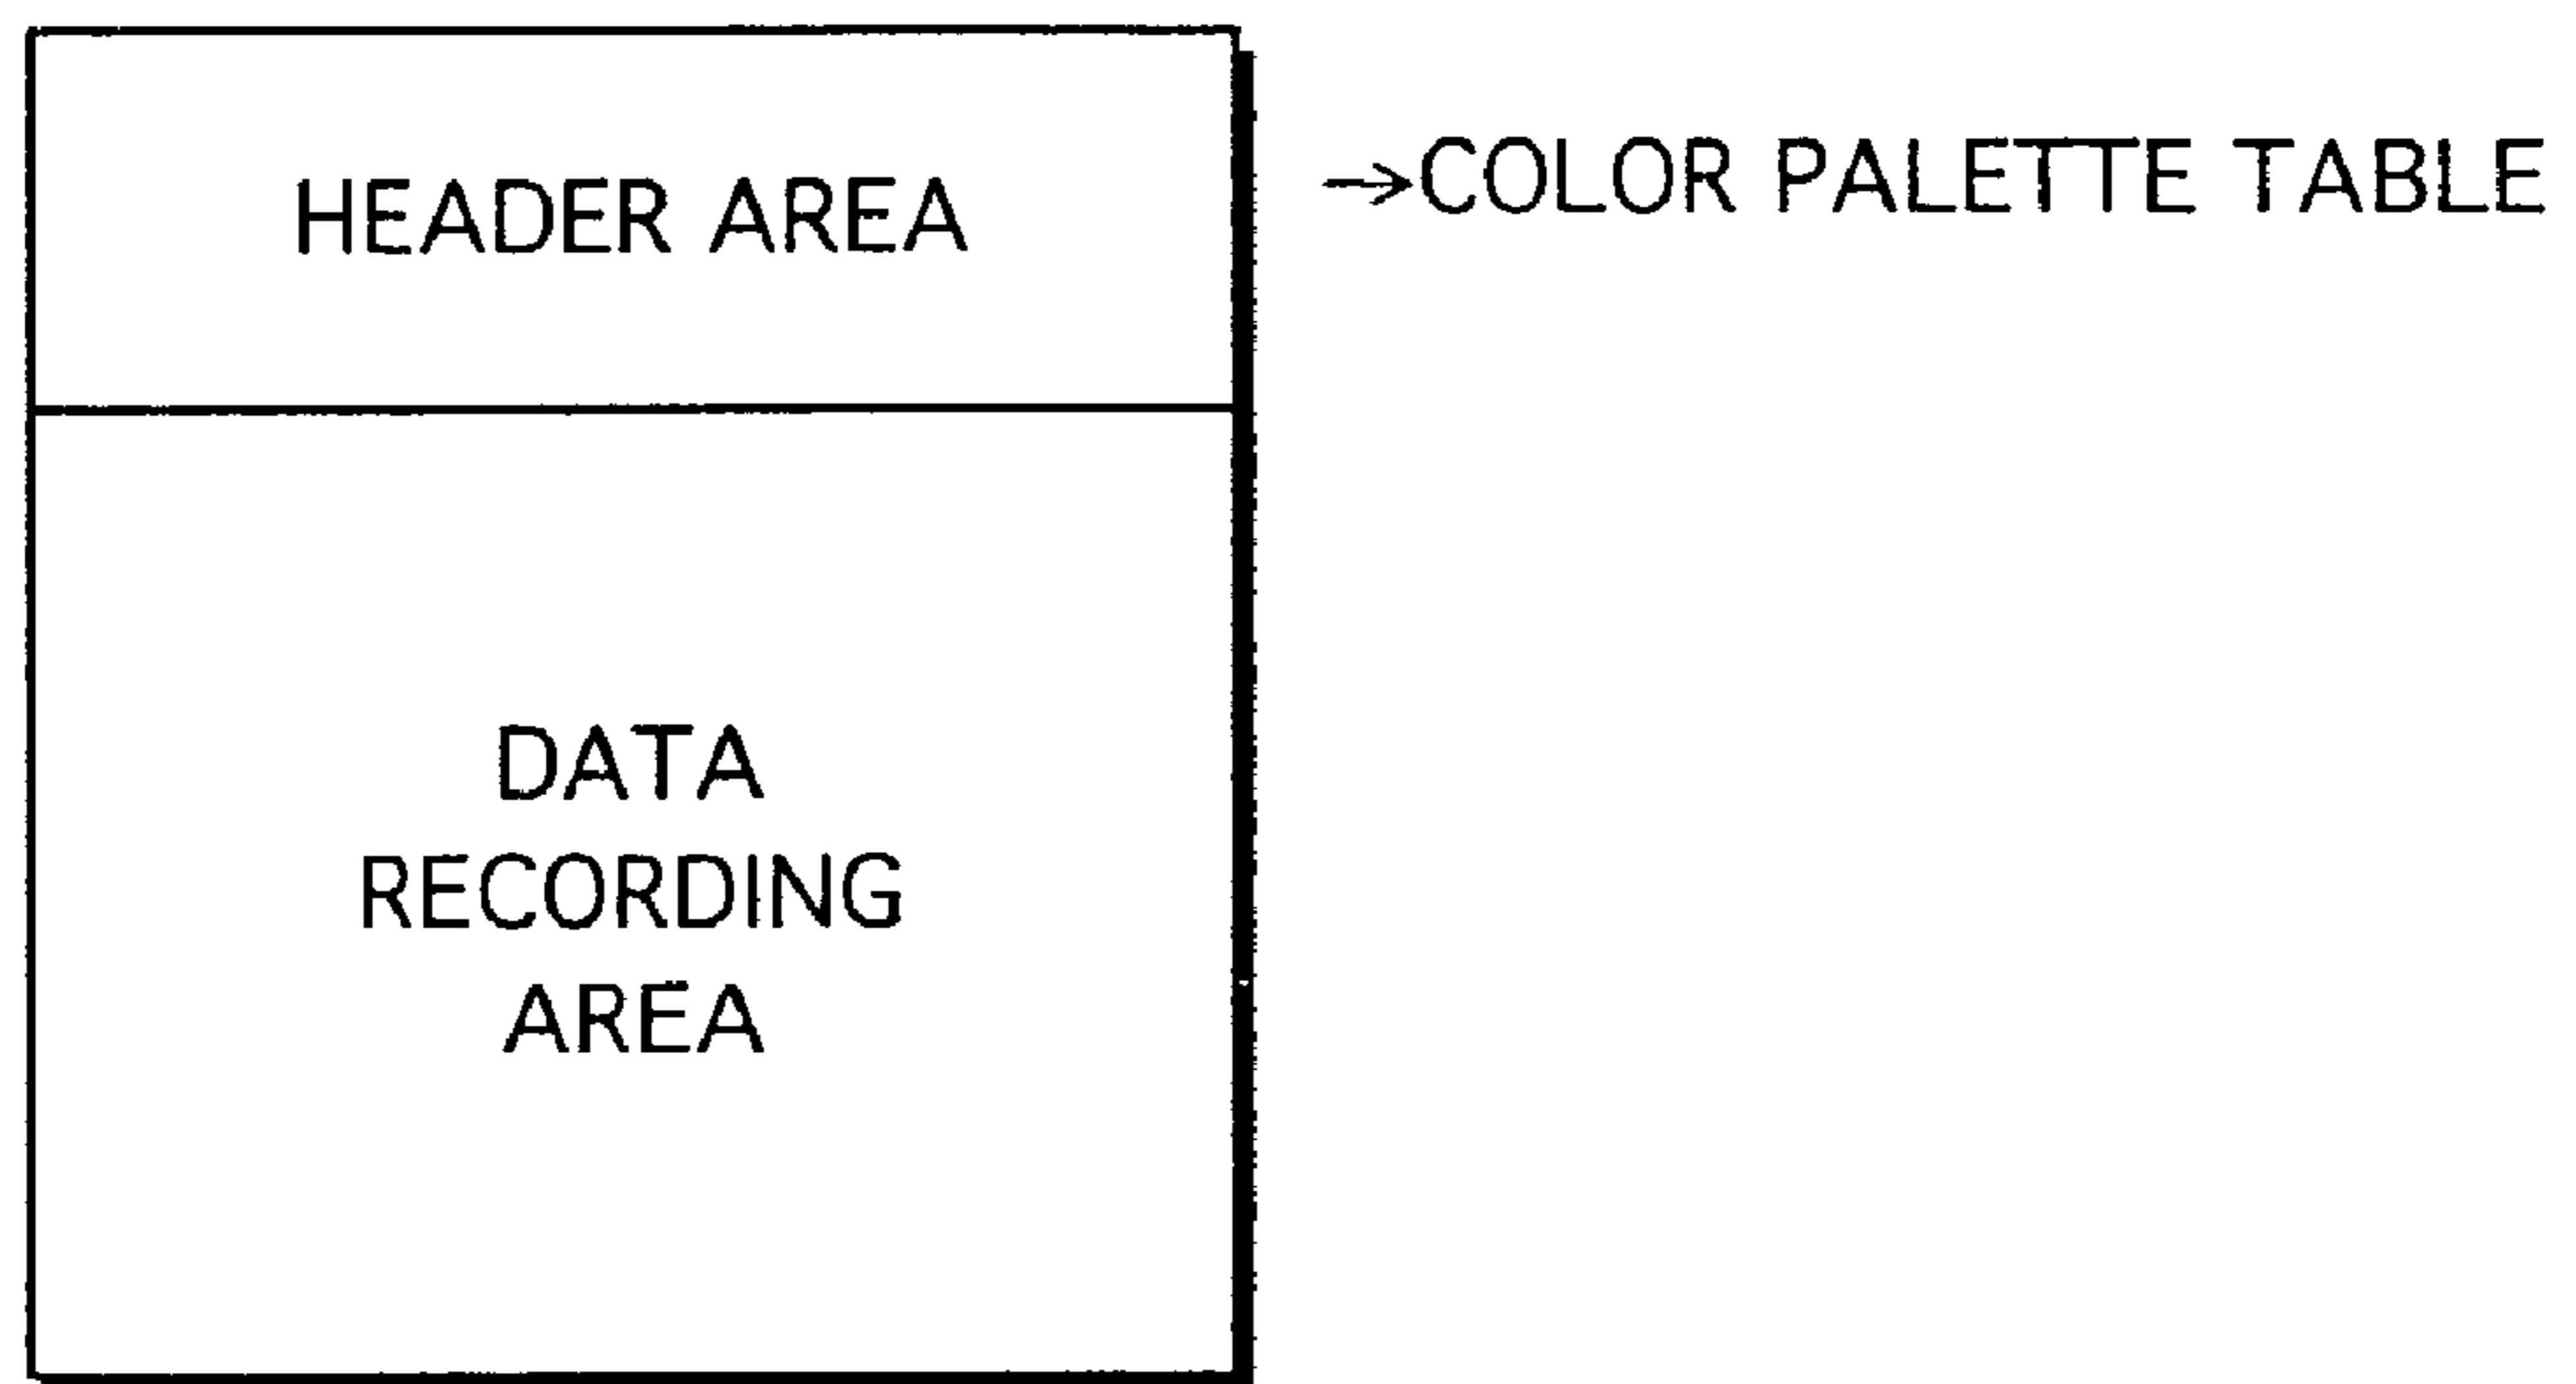 HEADER AREA
→COLOR PALETTE TABLE
DATA
RECORDING
AREA